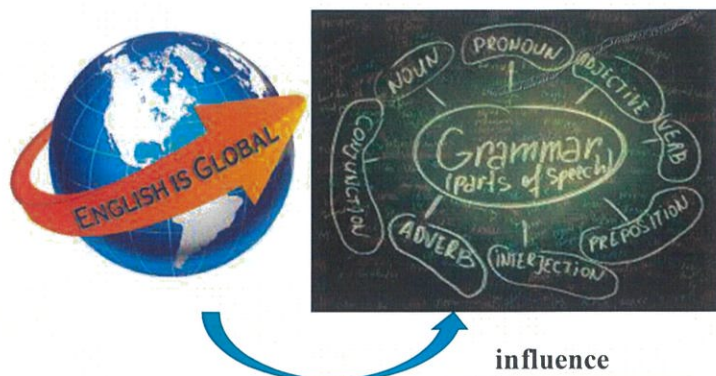 ENGLISH IS GLOBAL
NOUN
PRONOUN
ADJECTIVE
VERB
CONJUNCTION
Grammar
(parts of speech)
ADVERB
INTERJECTION
PREPOSITION
influence